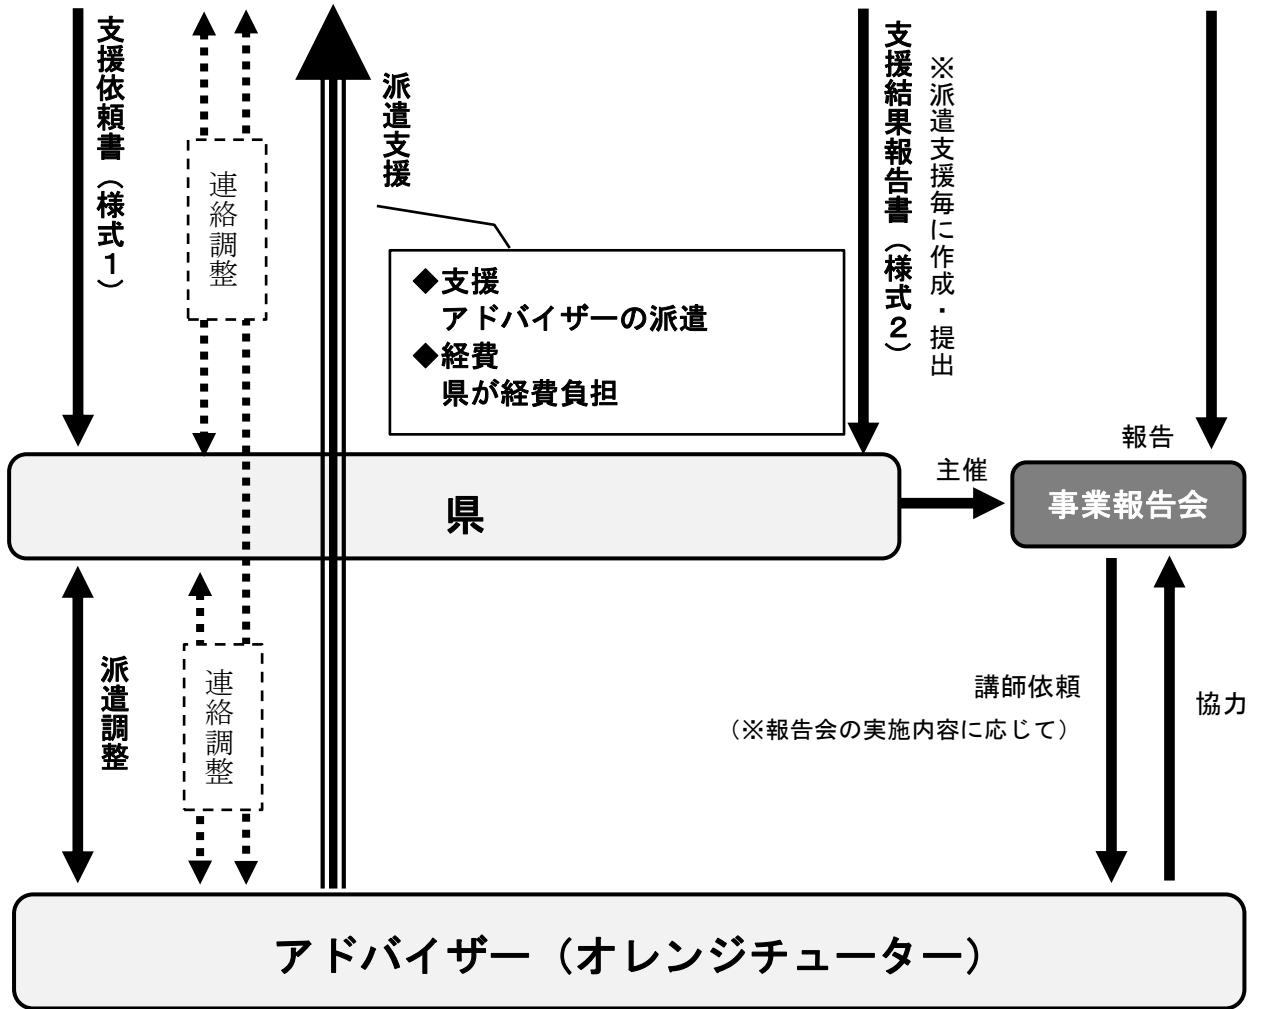 支援依頼書（様式１）
連絡調整
派遣支援
◆支援
アドバイザーの派遣
◆経費
県が経費負担
支援結果報告書（様式２）
※派遣支援毎に作成・提出
報告
県
主催
事業報告会
派遣調整
連絡調整
講師依頼
（※報告会の実施内容に応じて）
協力
アドバイザー（オレンジチューター）